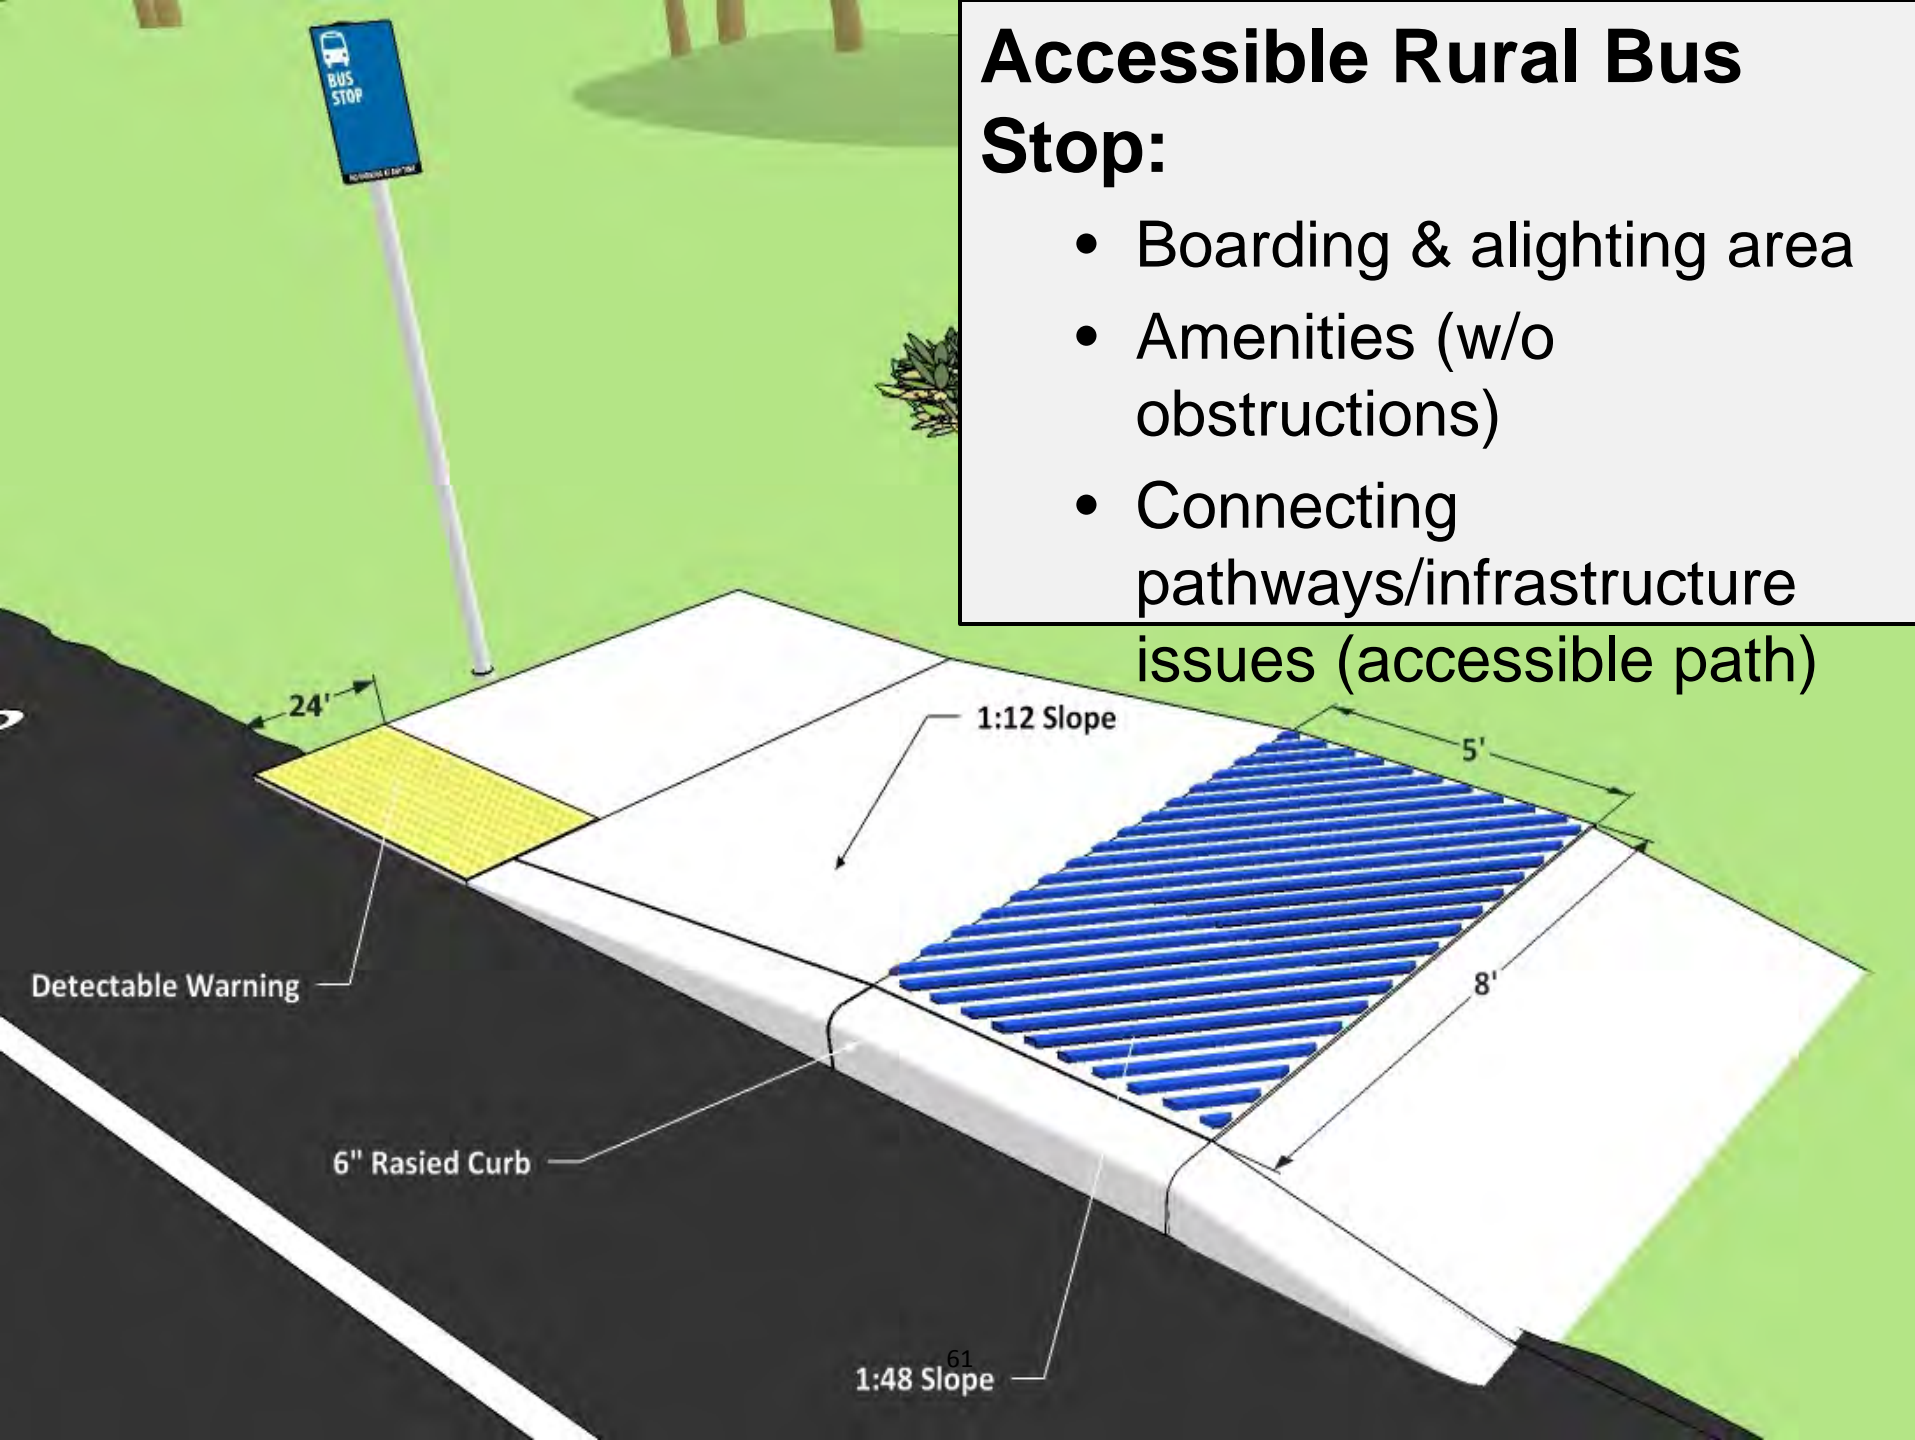 BUS
STOP
Accessible Rural Bus
Stop:
• Boarding & alighting area
• Amenities (w/o
obstructions)
• Connecting
pathways/infrastructure
issues (accessible path)
24'
1:12 Slope
5'
8'
Detectable Warning
6" Rasied Curb
1:48 Slope
61